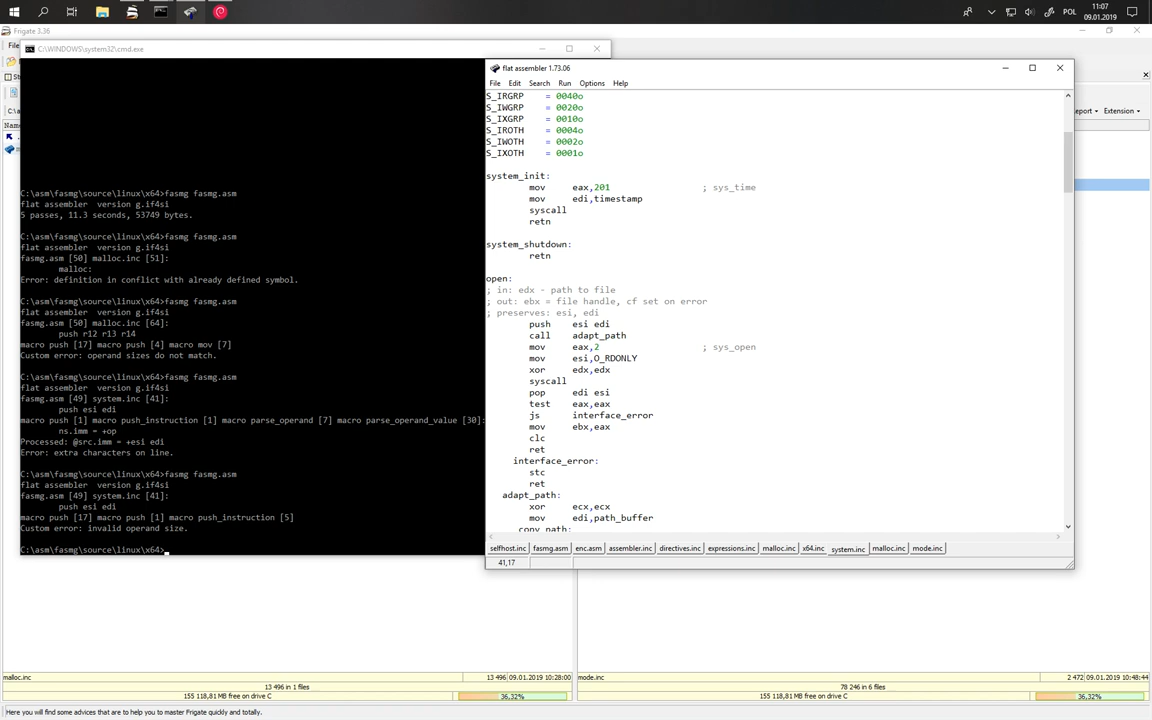 POL
11:07
09.01.2019
Frigate 3.36
File
C:\WINDOWS\system32\cmd.exe
C:\asm\fasmg\source\linux\x64>fasmg fasmg.asm
flat assembler  version g.if4si
5 passes, 11.3 seconds, 53749 bytes.
C:\asm\fasmg\source\linux\x64>fasmg fasmg.asm
flat assembler  version g.if4si
fasmg.asm [50] malloc.inc [51]:
malloc:
Error: definition in conflict with already defined symbol.
C:\asm\fasmg\source\linux\x64>fasmg fasmg.asm
flat assembler  version g.if4si
fasmg.asm [50] malloc.inc [64]:
push r12 r13 r14
macro push [17] macro push [4] macro mov [7]
Custom error: operand sizes do not match.
C:\asm\fasmg\source\linux\x64>fasmg fasmg.asm
flat assembler  version g.if4si
fasmg.asm [49] system.inc [41]:
push esi edi
macro push [1] macro push_instruction [1] macro parse_operand [7] macro parse_operand_value [30]:
ns.imm = +op
Processed: @src.imm = +esi edi
Error: extra characters on line.
C:\asm\fasmg\source\linux\x64>fasmg fasmg.asm
flat assembler  version g.if4si
fasmg.asm [49] system.inc [41]:
push esi edi
macro push [17] macro push [1] macro push_instruction [5]
Custom error: invalid operand size.
C:\asm\fasmg\source\linux\x64>
flat assembler 1.73.06
File Edit Search Run Options Help
S_IRGRP = 0040o
S_IWGRP = 0020o
S_IXGRP = 0010o
S_IROTH = 0004o
S_IWOTH = 0002o
S_IXOTH = 0001o
system_init:
mov eax,201 ; sys_time
mov edi,timestamp
syscall
retn
system_shutdown:
retn
open:
; in: edx - path to file
; out: ebx = file handle, cf set on error
; preserves: esi, edi
push esi edi
call adapt_path
mov eax,2 ; sys_open
mov esi,O_RDONLY
xor edx,edx
syscall
pop edi esi
test eax,eax
js interface_error
mov ebx,eax
clc
ret
interface_error:
stc
ret
adapt_path:
xor ecx,ecx
mov edi,path_buffer
copy_path:
selfhost.inc fasmg.asm enc.asm assembler.inc directives.inc expressions.inc malloc.inc x64.inc system.inc malloc.inc mode.inc
41,17
Extension
malloc.inc 13 496 09.01.2019 10:28:00
13 496 in 1 files
155 118,81 MB free on drive C 36,32%
mode.inc 2 472 09.01.2019 10:48:44
78 246 in 6 files
155 118,81 MB free on drive C 36,32%
Here you will find some advices that are to help you to master Frigate quickly and totally.